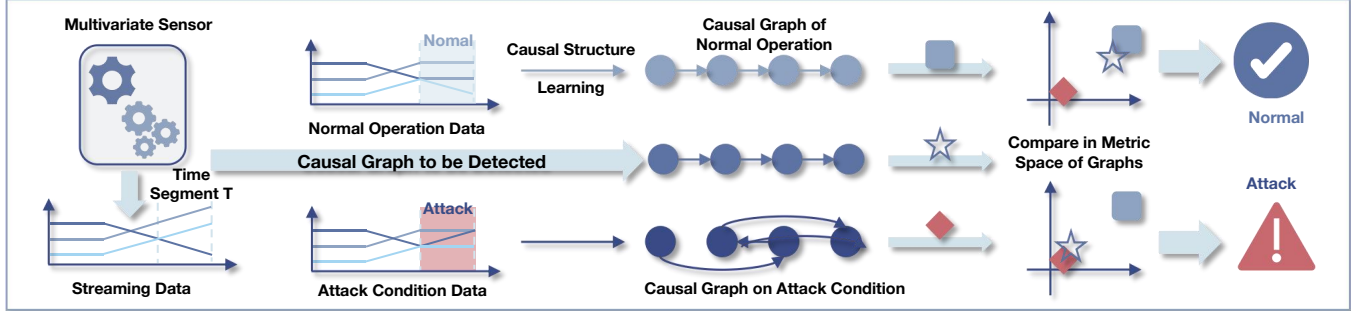 Multivariate Sensor
Nomal
Normal Operation Data
Causal Structure
Learning
Causal Graph of
Normal Operation
Normal
Causal Graph to be Detected
Compare in Metric
Space of Graphs
Time
Segment T
Streaming Data
Attack
Attack Condition Data
Causal Graph on Attack Condition
Attack